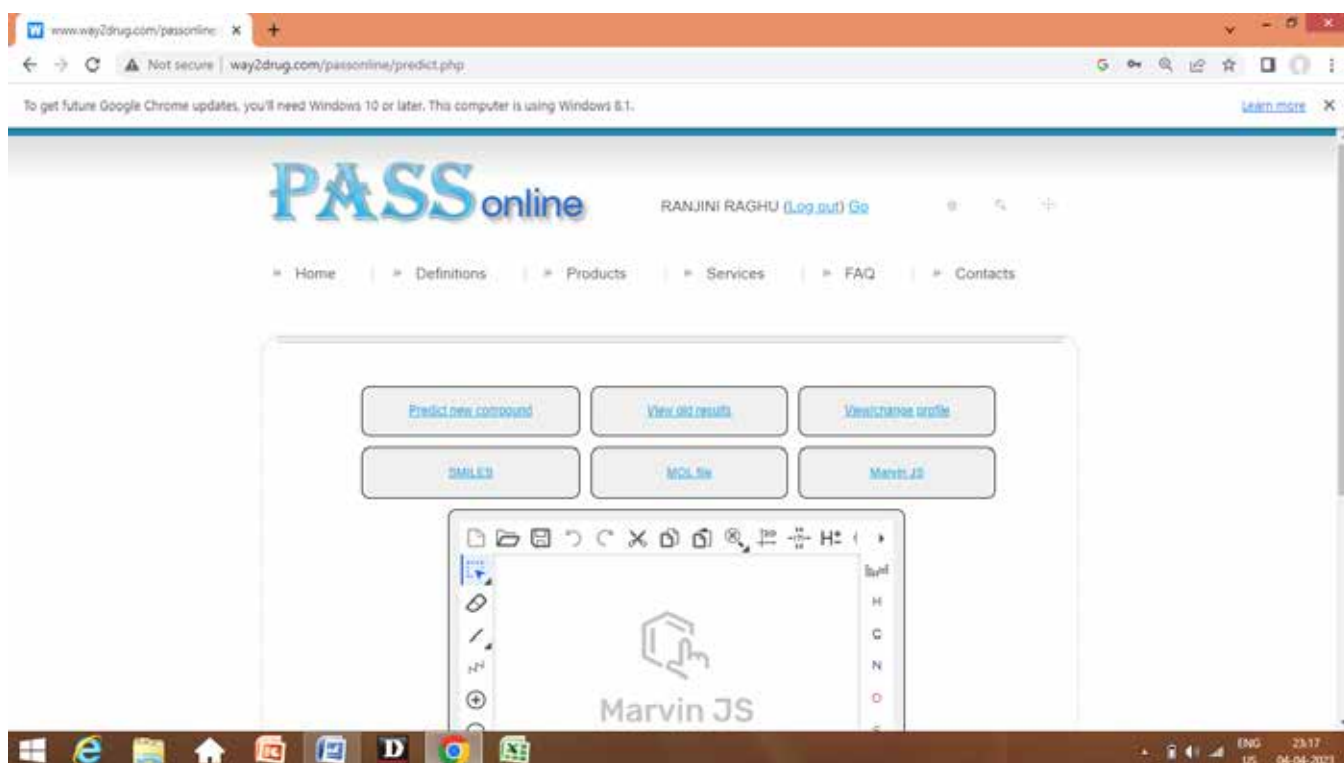 www.way2drug.com/passonline
Not secure | way2drug.com/passonline/predict.php
To get future Google Chrome updates, you'll need Windows 10 or later. This computer is using Windows 8.1.
Learn more
PASS online
RANJINI RAGHU (Log out) Go
» Home
» Definitions
» Products
» Services
» FAQ
» Contacts
Predict new compound
View old results
View/change profile
SMILES
MOL file
Marvin JS
H±
H
C
N
O
Marvin JS
ENG
23:17
US